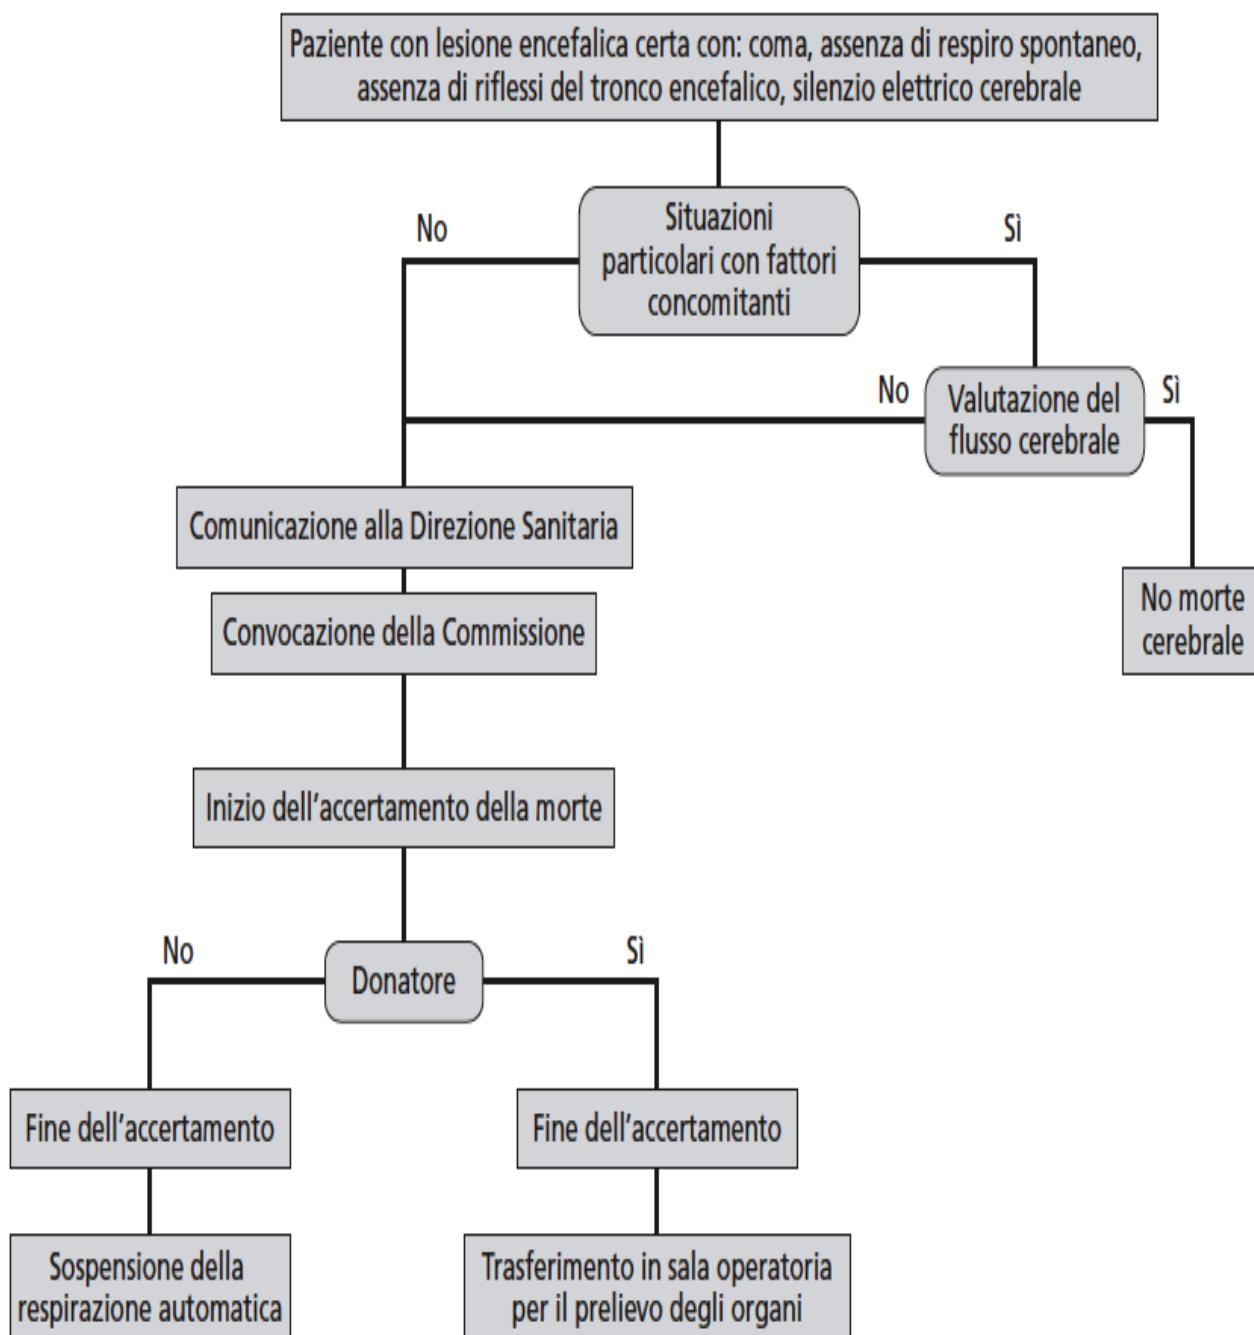 Paziente con lesione encefalica certa con: coma, assenza di respiro spontaneo,
assenza di riflessi del tronco encefalico, silenzio elettrico cerebrale
No
Situazioni
particolari con fattori
concomitanti
Sì
No
Valutazione del
flusso cerebrale
Sì
Comunicazione alla Direzione Sanitaria
No morte
cerebrale
Convocazione della Commissione
Inizio dell’accertamento della morte
No
Donatore
Sì
Fine dell’accertamento
Fine dell’accertamento
Sospensione della
respirazione automatica
Trasferimento in sala operatoria
per il prelievo degli organi